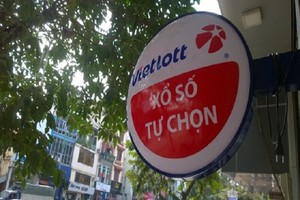 Vietlott
XỔ SỐ
TỰ CHỌN